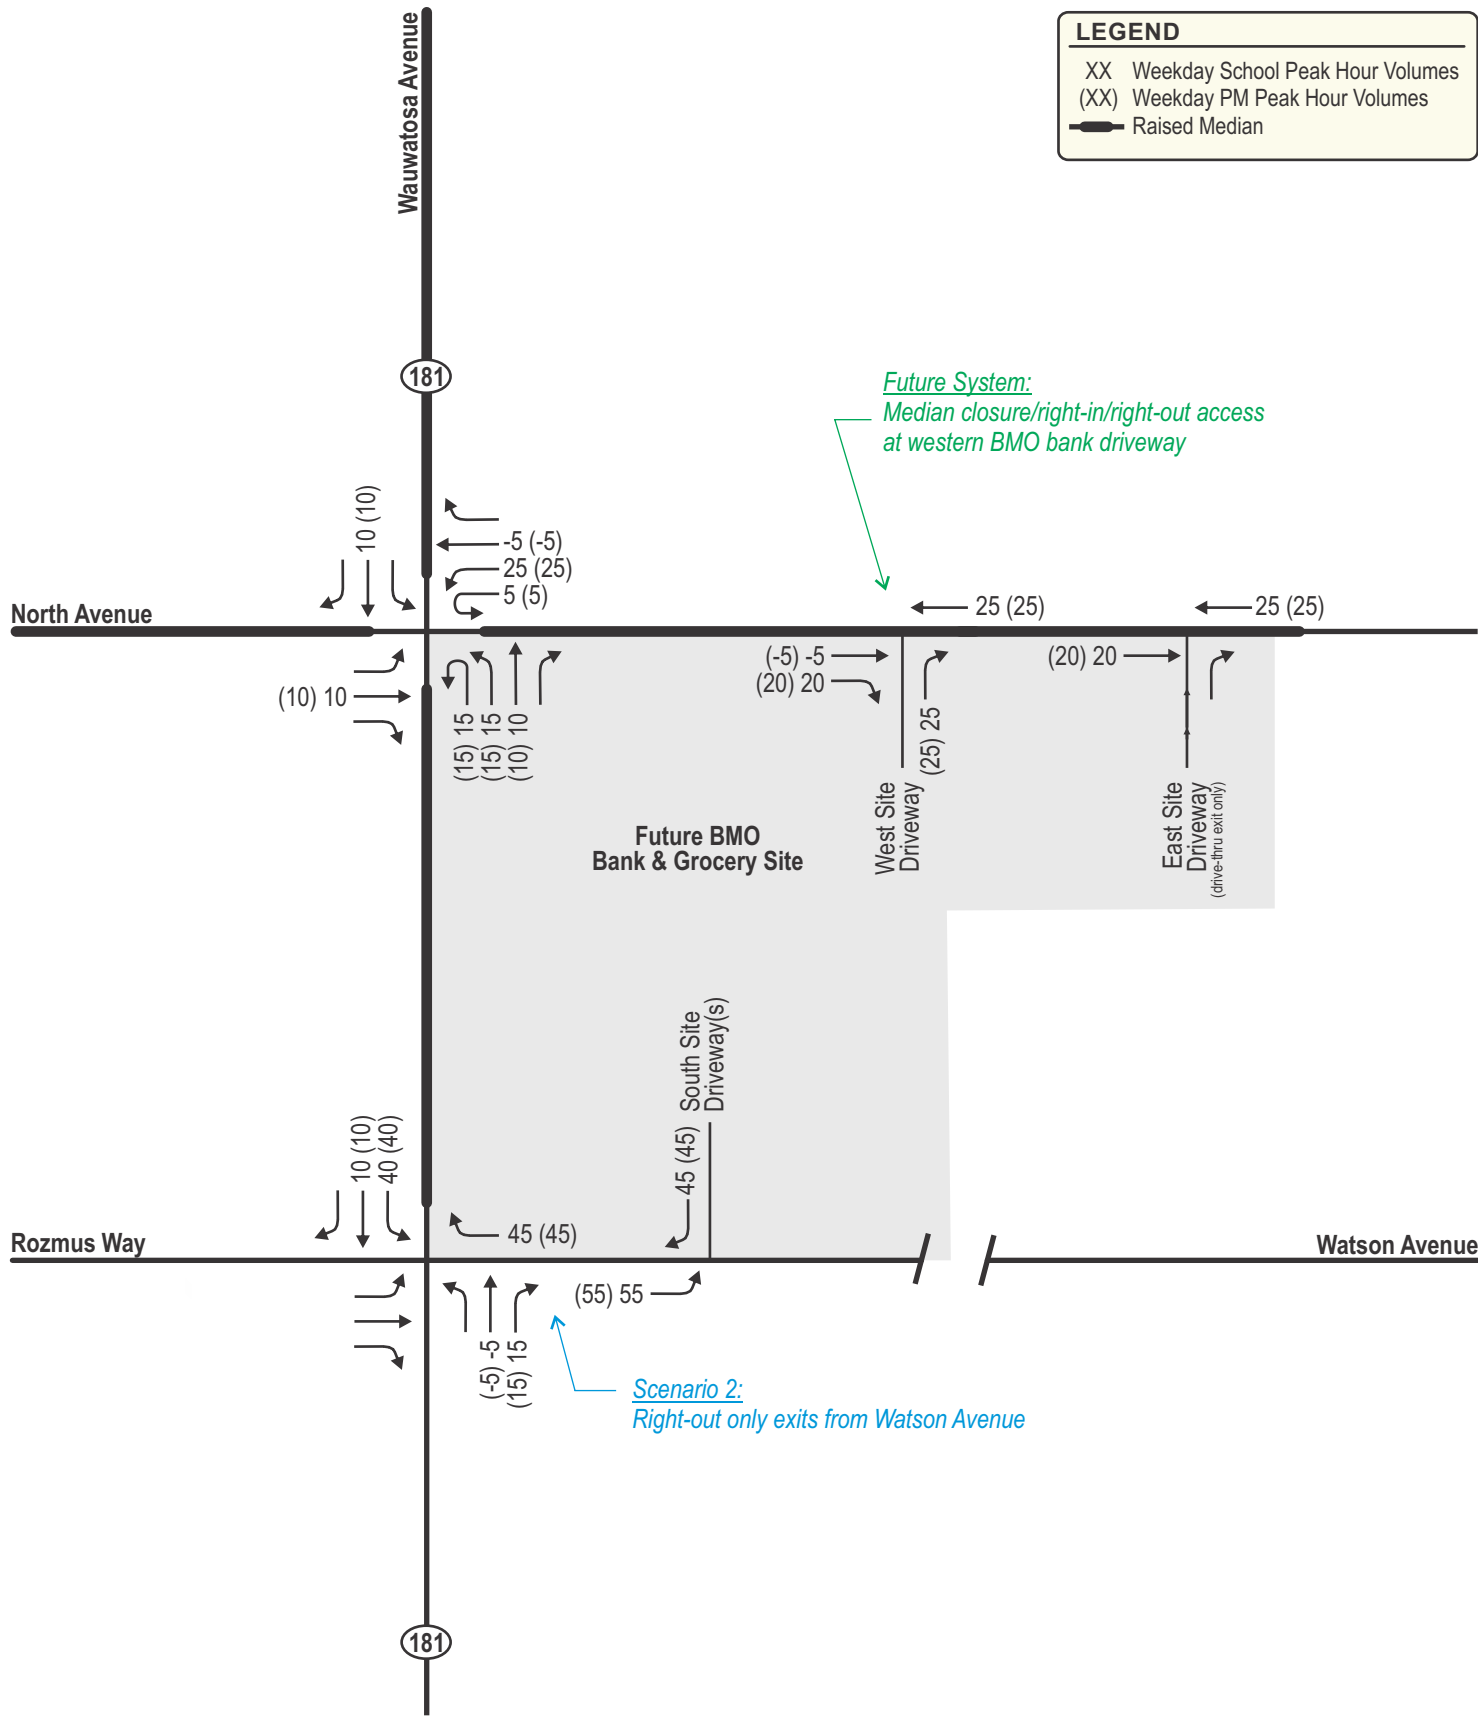 LEGEND
XX Weekday School Peak Hour Volumes
(XX) Weekday PM Peak Hour Volumes
Raised Median
Wauwatosa Avenue
181
Future System:
Median closure/right-in/right-out access
at western BMO bank driveway
10 (10)
-5 (-5)
25 (25)
5 (5)
North Avenue
25 (25)
25 (25)
(10) 10
(15) 15
(15) 15
(10) 10
(-5) -5
(20) 20
(25) 25
(20) 20
West Site
Driveway
East Site
Driveway
(drive-thru exit only)
Future BMO
Bank & Grocery Site
South Site
Driveway(s)
10 (10)
40 (40)
45 (45)
45 (45)
Rozmus Way
Watson Avenue
(55) 55
(-5) -5
(15) 15
Scenario 2:
Right-out only exits from Watson Avenue
181